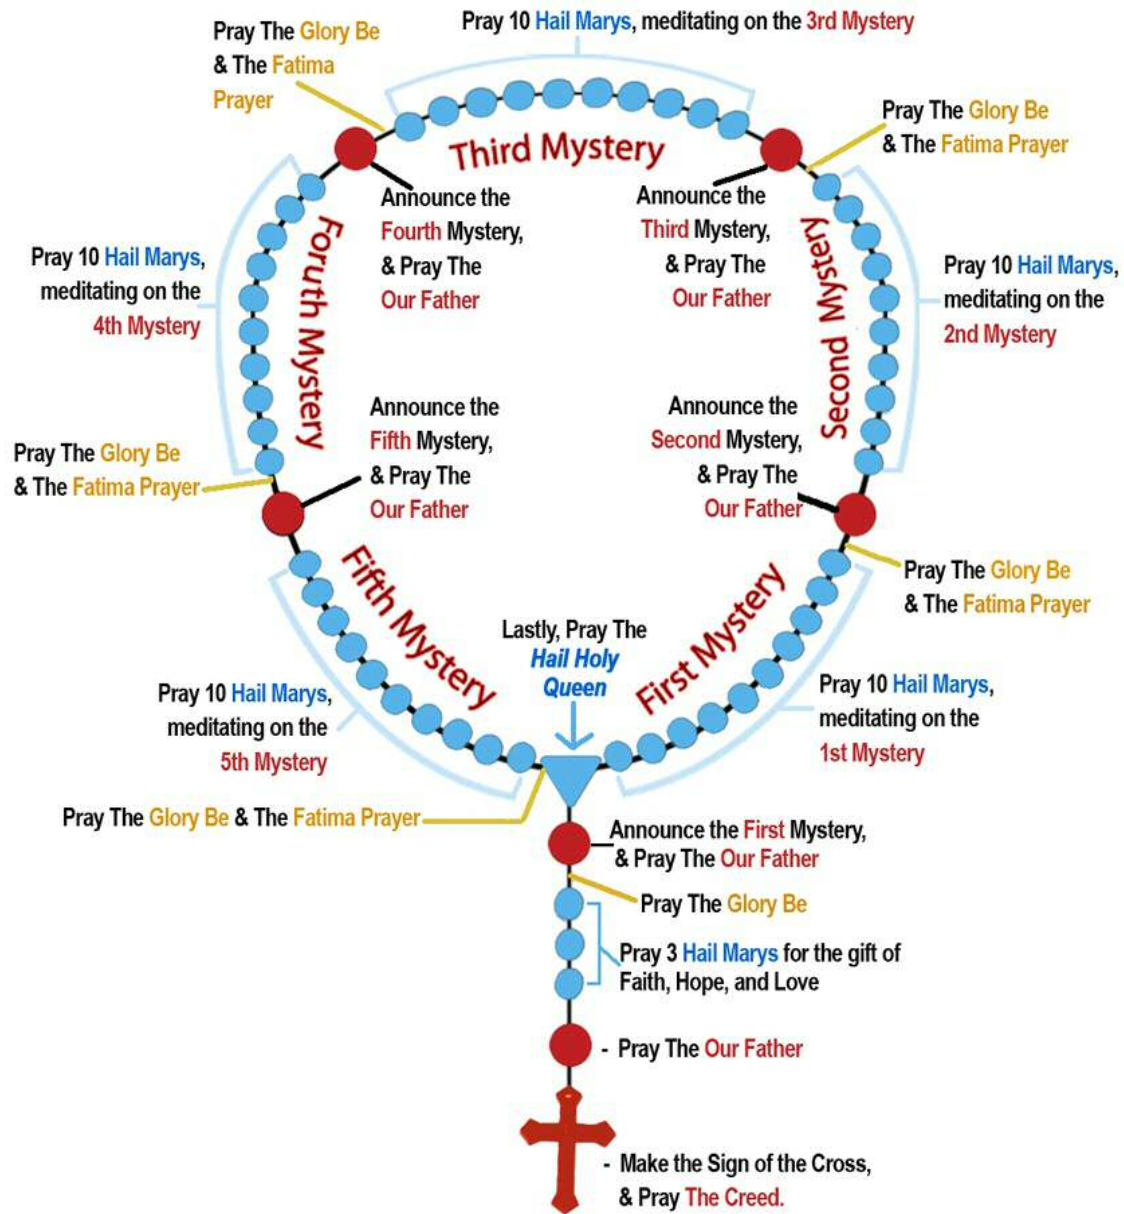 Pray 10 Hail Marys, meditating on the 3rd Mystery
Pray The Glory Be
& The Fatima
Prayer
Pray The Glory Be
& The Fatima Prayer
Third Mystery
Announce the
Fourth Mystery,
& Pray The
Our Father
Announce the
Third Mystery,
& Pray The
Our Father
Pray 10 Hail Marys,
meditating on the
4th Mystery
Foruth Mystery
Second Mystery
Pray 10 Hail Marys,
meditating on the
2nd Mystery
Announce the
Fifth Mystery,
& Pray The
Our Father
Announce the
Second Mystery,
& Pray The
Our Father
Pray The Glory Be
& The Fatima Prayer
Pray The Glory Be
& The Fatima Prayer
Fifth Mystery
First Mystery
Lastly, Pray The
Hail Holy
Queen
Pray 10 Hail Marys,
meditating on the
5th Mystery
Pray 10 Hail Marys,
meditating on the
1st Mystery
Pray The Glory Be & The Fatima Prayer
Announce the First Mystery,
& Pray The Our Father
Pray The Glory Be
Pray 3 Hail Marys for the gift of
Faith, Hope, and Love
- Pray The Our Father
- Make the Sign of the Cross,
& Pray The Creed.